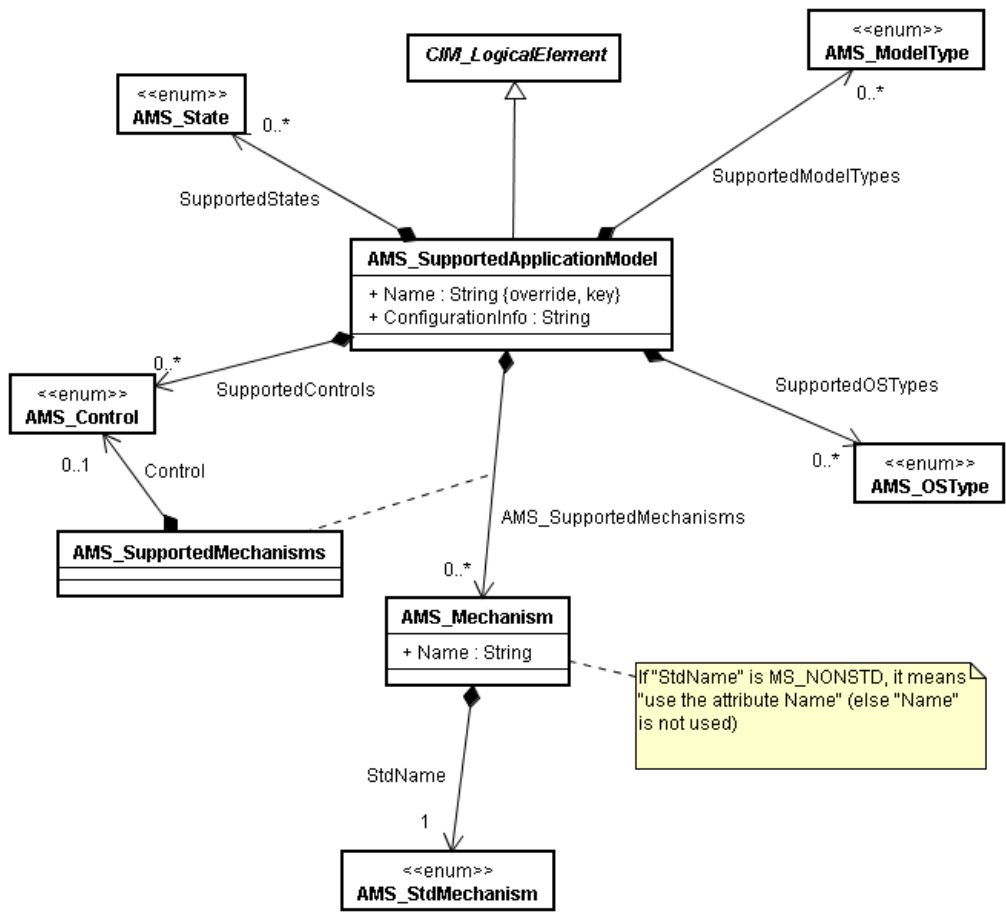 CIM_LogicalElement
<<enum>>
AMS_ModelType
0..*
<<enum>>
AMS_State
0..*
SupportedStates
SupportedModelTypes
AMS_SupportedApplicationModel
+ Name : String {override, key}
+ ConfigurationInfo : String
0..*
SupportedControls
<<enum>>
AMS_Control
0..1
Control
SupportedOSTypes
0..*
<<enum>>
AMS_OSType
AMS_SupportedMechanisms
AMS_SupportedMechanisms
0..*
AMS_Mechanism
+ Name : String
If "StdName" is MS_NONSTD, it means
"use the attribute Name" (else "Name"
is not used)
StdName
1
<<enum>>
AMS_StdMechanism